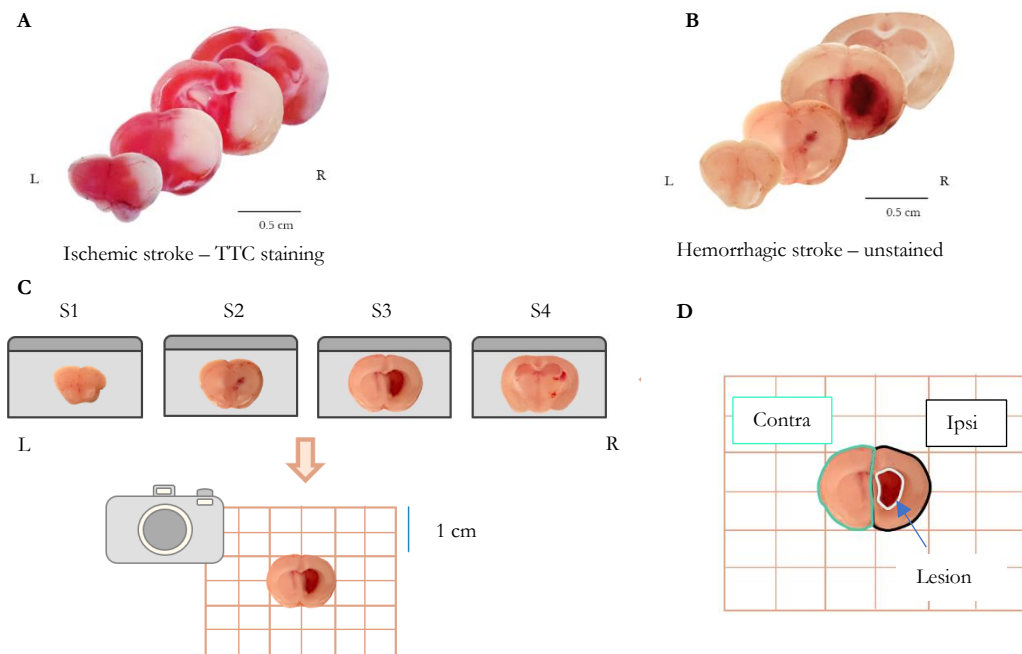 A
B
L
R
0.5 cm
L
R
0.5 cm
Ischemic stroke – TTC staining
Hemorrhagic stroke – unstained
C
S1
S2
S3
S4
D
L
R
1 cm
Contra
Ipsi
Lesion